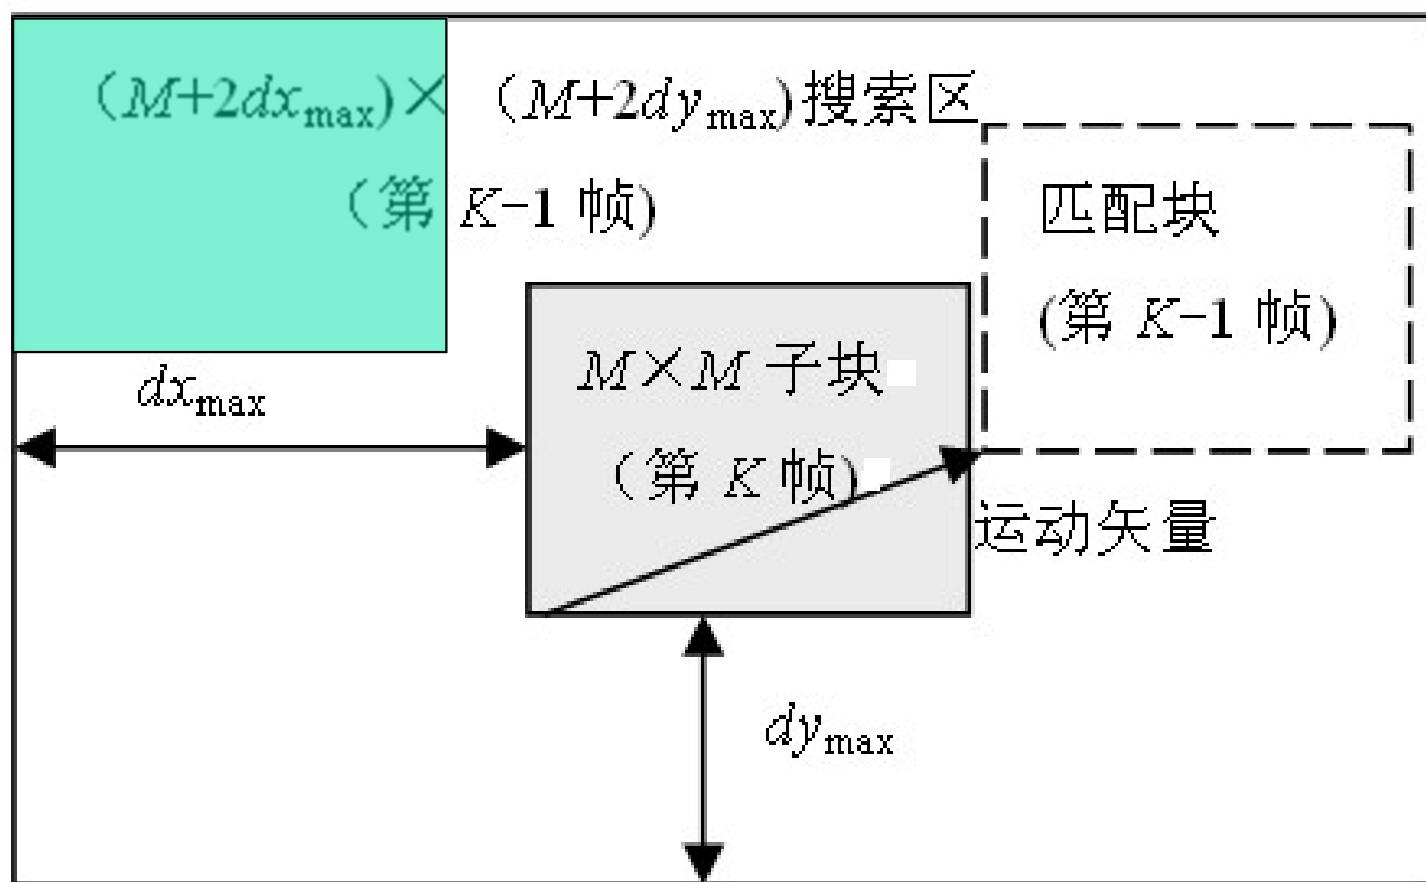 （M+2dxmax)×（M+2dymax)搜索区
（第 K-1 帧)
匹配块
(第 K-1 帧)
M×M 子块
（第 K 帧)
dxmax
运动矢量
dymax